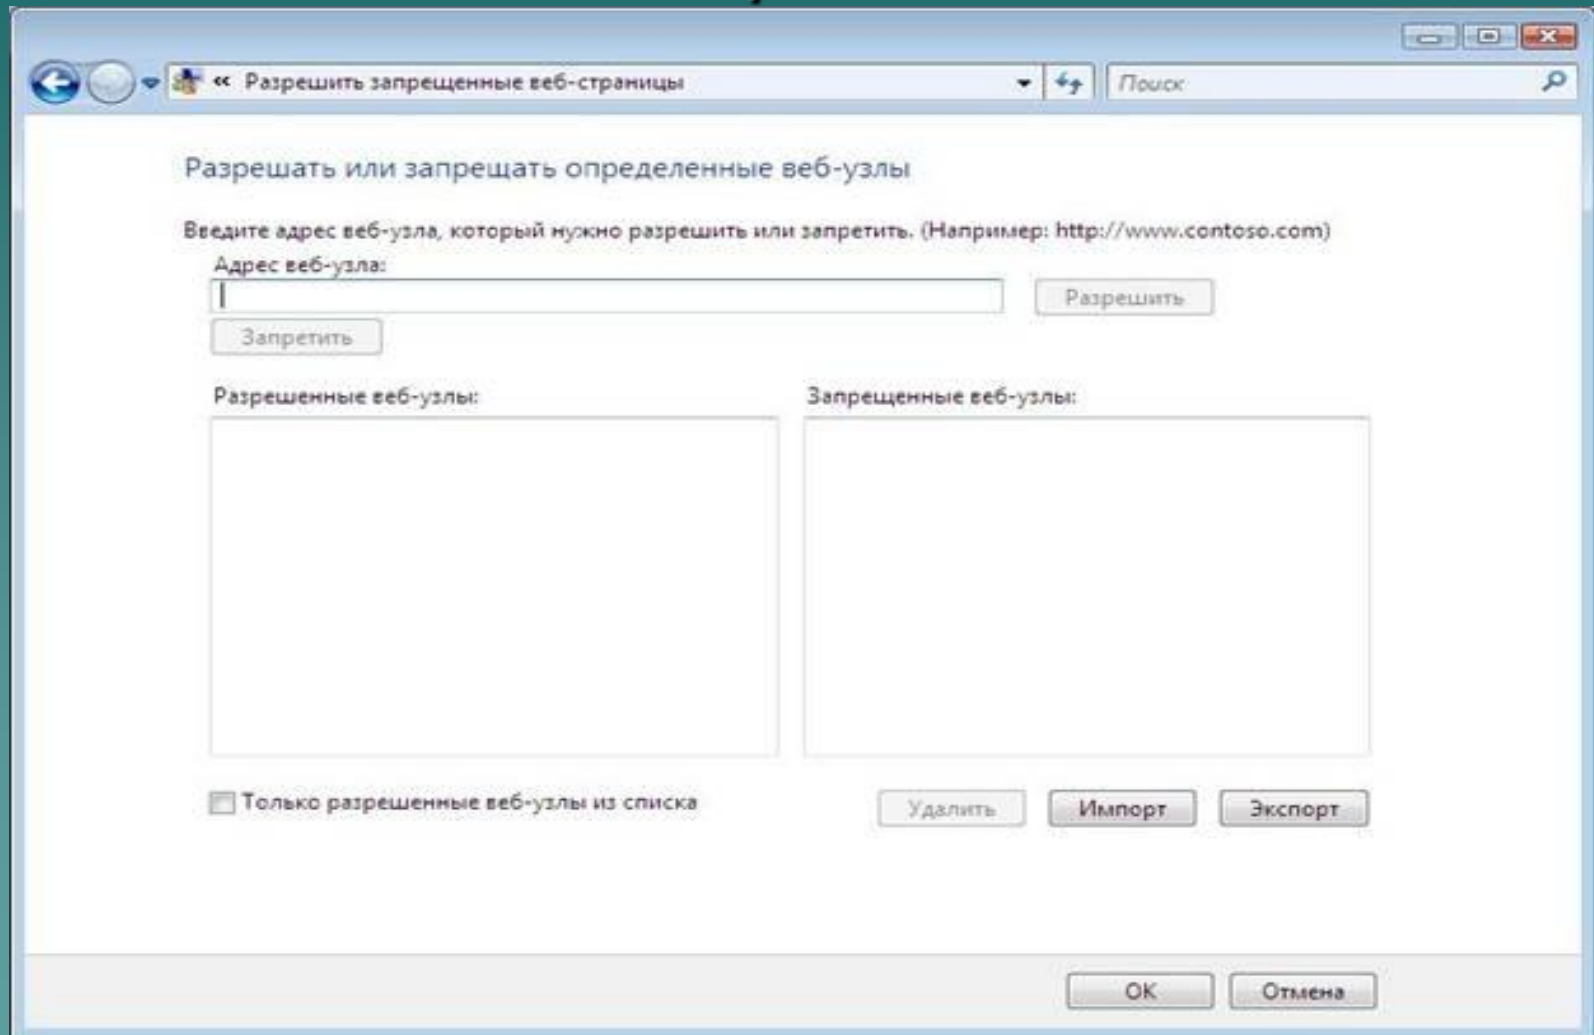 « Разрешить запрещенные веб-страницы
Поиск
Разрешать или запрещать определенные веб-узлы
Введите адрес веб-узла, который нужно разрешить или запретить. (Например: http://www.contoso.com)
Адрес веб-узла:
Разрешить
Запретить
Разрешенные веб-узлы: Запрещенные веб-узлы:
Только разрешенные веб-узлы из списка Удалить Импорт Экспорт
ОК Отмена